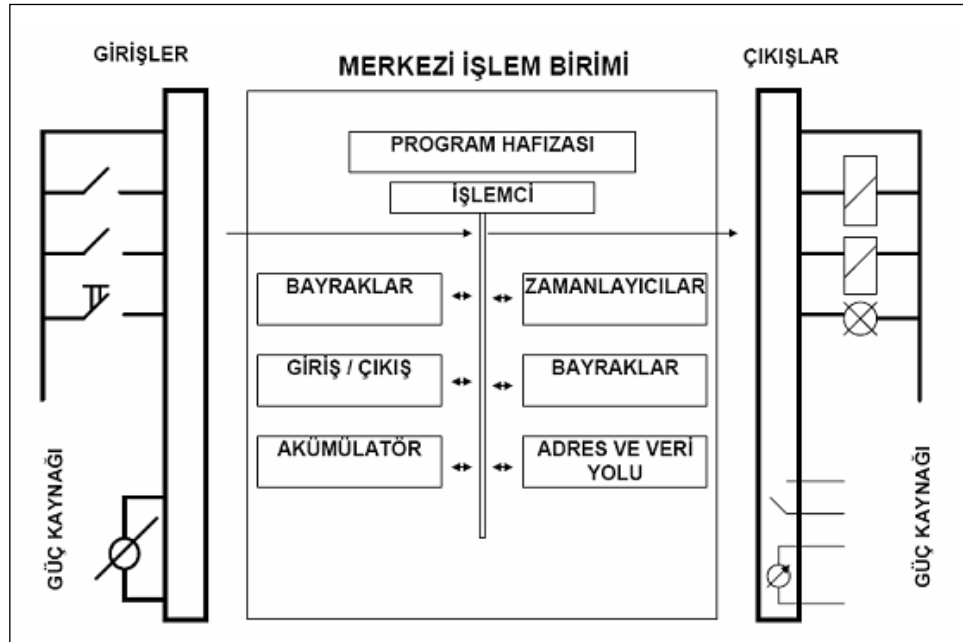 GİRİŞLER
MERKEZİ İŞLEM BİRİMİ
ÇIKIŞLAR
PROGRAM HAFIZASI
İŞLEMCİ
BAYRAKLAR
ZAMANLAYICILAR
GİRİŞ / ÇIKIŞ
BAYRAKLAR
AKÜMÜLATÖR
ADRES VE VERİ
YOLU
GÜÇ KAYNAĞI
GÜÇ KAYNAĞI